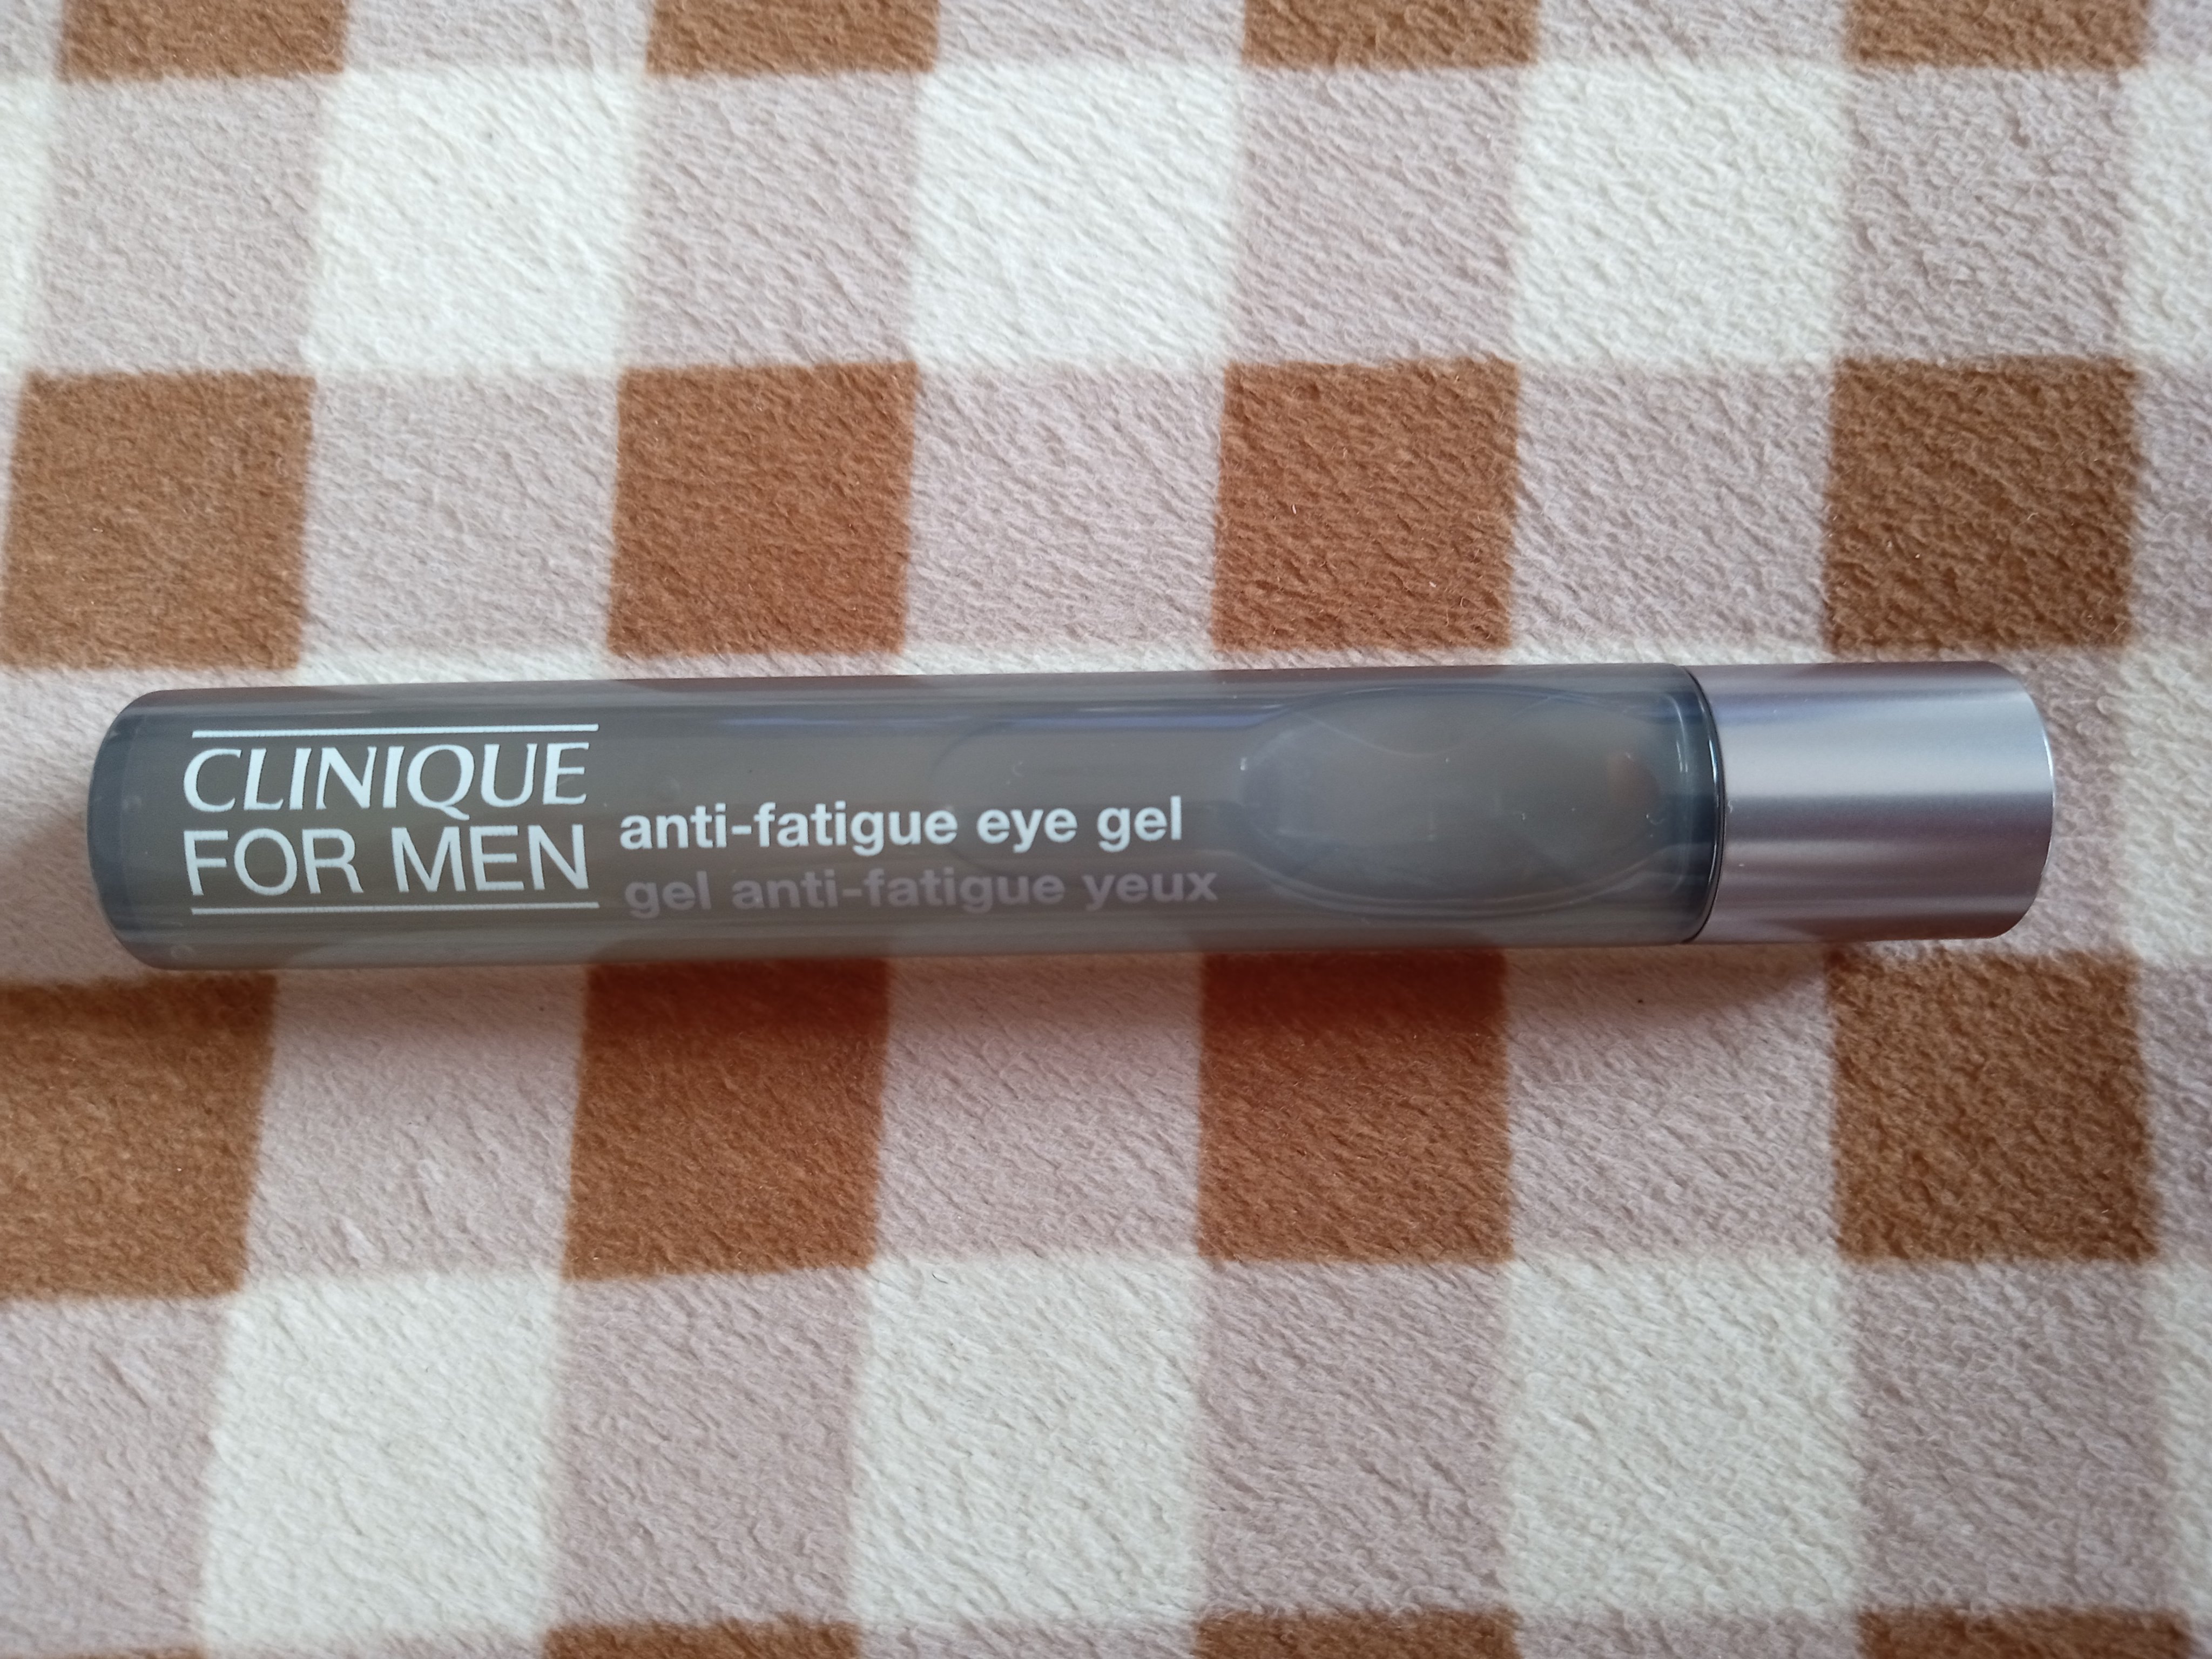 CLINIQUE
FOR MEN
anti-fatigue eye gel
gel anti-fatigue yeux